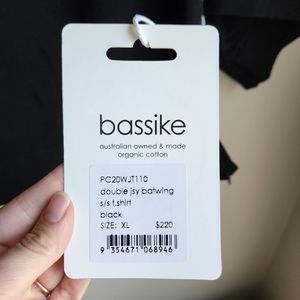 bassike
australian owned & made
organic cotton
PC20WJT110
double jsy batwing
s/s t.shirt
black
SIZE: XL $220
9 354671 068946